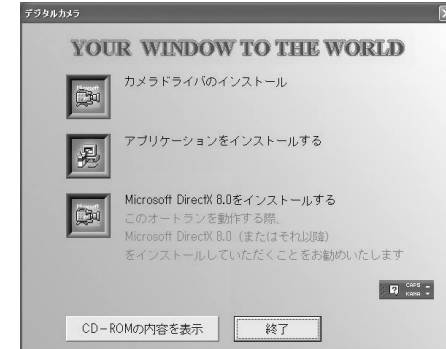 デジタルカメラ
YOUR WINDOW TO THE WORLD
カメラドライバのインストール
アプリケーションをインストールする
Microsoft DirectX 8.0をインストールする
このオートランを動作する際、
Microsoft DirectX 8.0（またはそれ以降）
をインストールしていただくことをお勧めいたします
CAPS
KANA
CD－ROMの内容を表示
終了